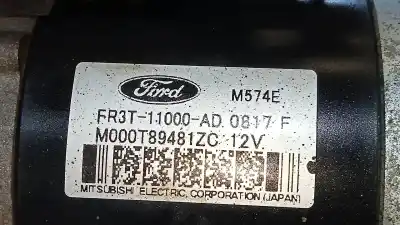 Ford M574E
FR3T-11000-AD 0817 F
M000T89481ZC 12V
MITSUBISHI ELECTRIC CORPORATION (JAPAN)